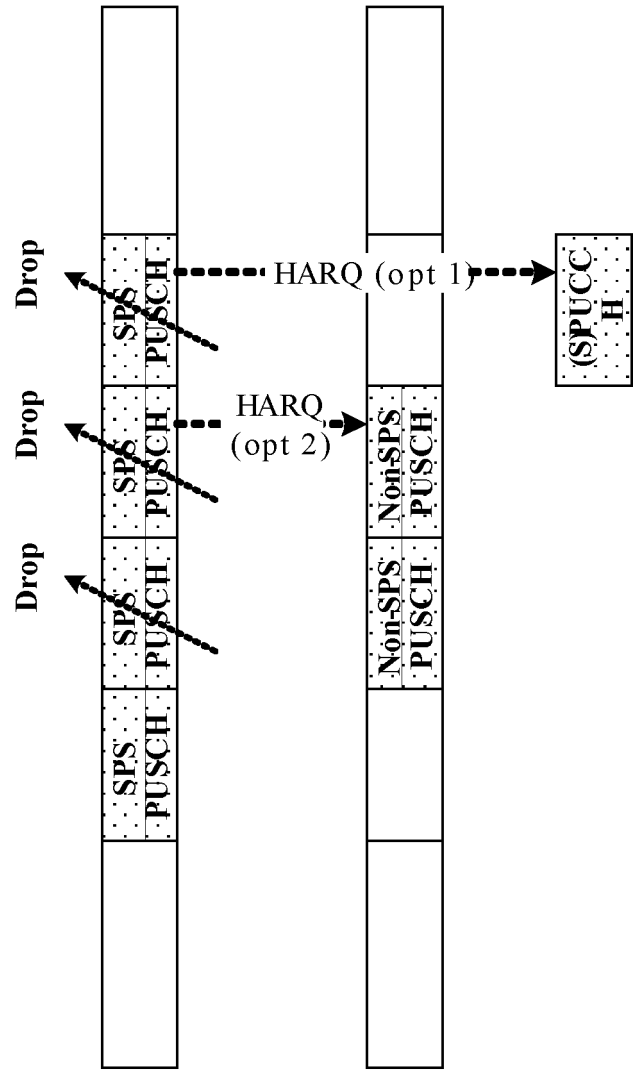 Drop
SPS
PUSCH
HARQ (opt 1)
(S)PUCC
H
Drop
SPS
PUSCH
HARQ
(opt 2)
Non-SPS
PUSCH
Drop
SPS
PUSCH
Non-SPS
PUSCH
SPS
PUSCH